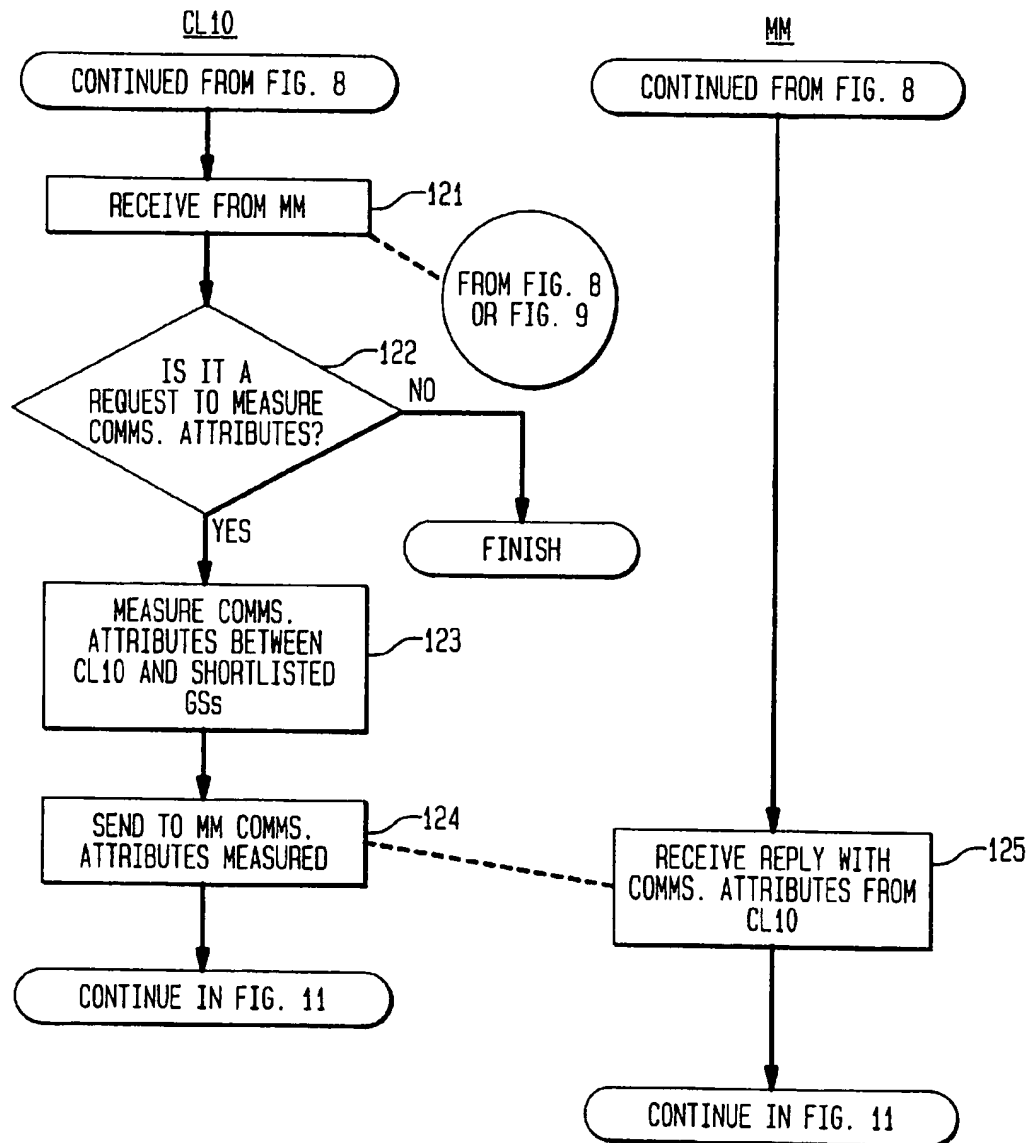 CL10
CONTINUED FROM FIG. 8
RECEIVE FROM MM
121
FROM FIG. 8
OR FIG. 9
IS IT A
REQUEST TO MEASURE
COMMS. ATTRIBUTES?
122
NO
YES
FINISH
MEASURE COMMS.
ATTRIBUTES BETWEEN
CL10 AND SHORTLISTED
GSs
123
SEND TO MM COMMS.
ATTRIBUTES MEASURED
124
CONTINUE IN FIG. 11
MM
CONTINUED FROM FIG. 8
RECEIVE REPLY WITH
COMMS. ATTRIBUTES FROM
CL10
125
CONTINUE IN FIG. 11